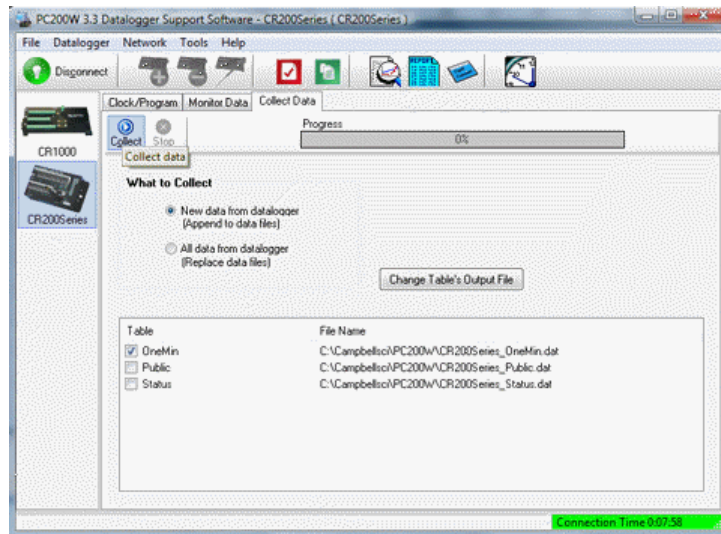 PC200W 3.3 Datalogger Support Software - CR200Series ( CR200Series )
File Datalogger Network Tools Help
Disconnect
CR1000
CR200Series
Clock/Program Monitor Data Collect Data
Collect Stop
Progress
0%
Collect data
What to Collect
New data from datalogger
(Append to data files)
All data from datalogger
(Replace data files)
Change Table's Output File
Table File Name
OneMin C:\Campbellsci\PC200W\CR200Series_OneMin.dat
Public C:\Campbellsci\PC200W\CR200Series_Public.dat
Status C:\Campbellsci\PC200W\CR200Series_Status.dat
Connection Time 0:07:58